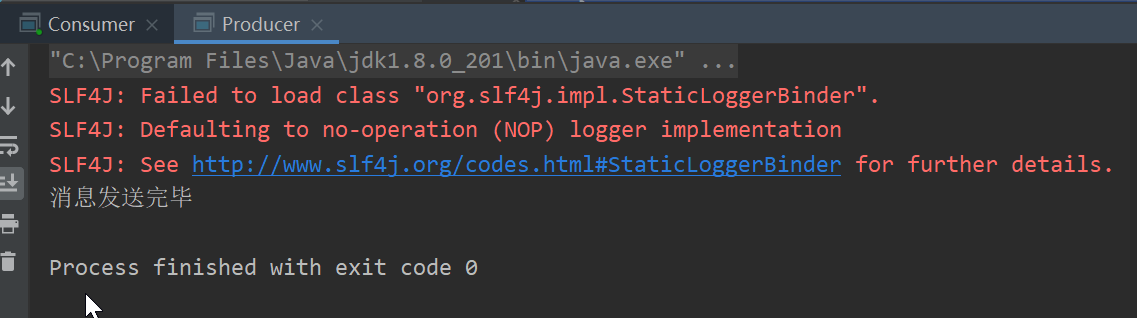 Consumer
Producer
"C:\Program Files\Java\jdk1.8.0_201\bin\java.exe" ...
SLF4J: Failed to load class "org.slf4j.impl.StaticLoggerBinder".
SLF4J: Defaulting to no-operation (NOP) logger implementation
SLF4J: See http://www.slf4j.org/codes.html#StaticLoggerBinder for further details.
消息发送完毕
Process finished with exit code 0